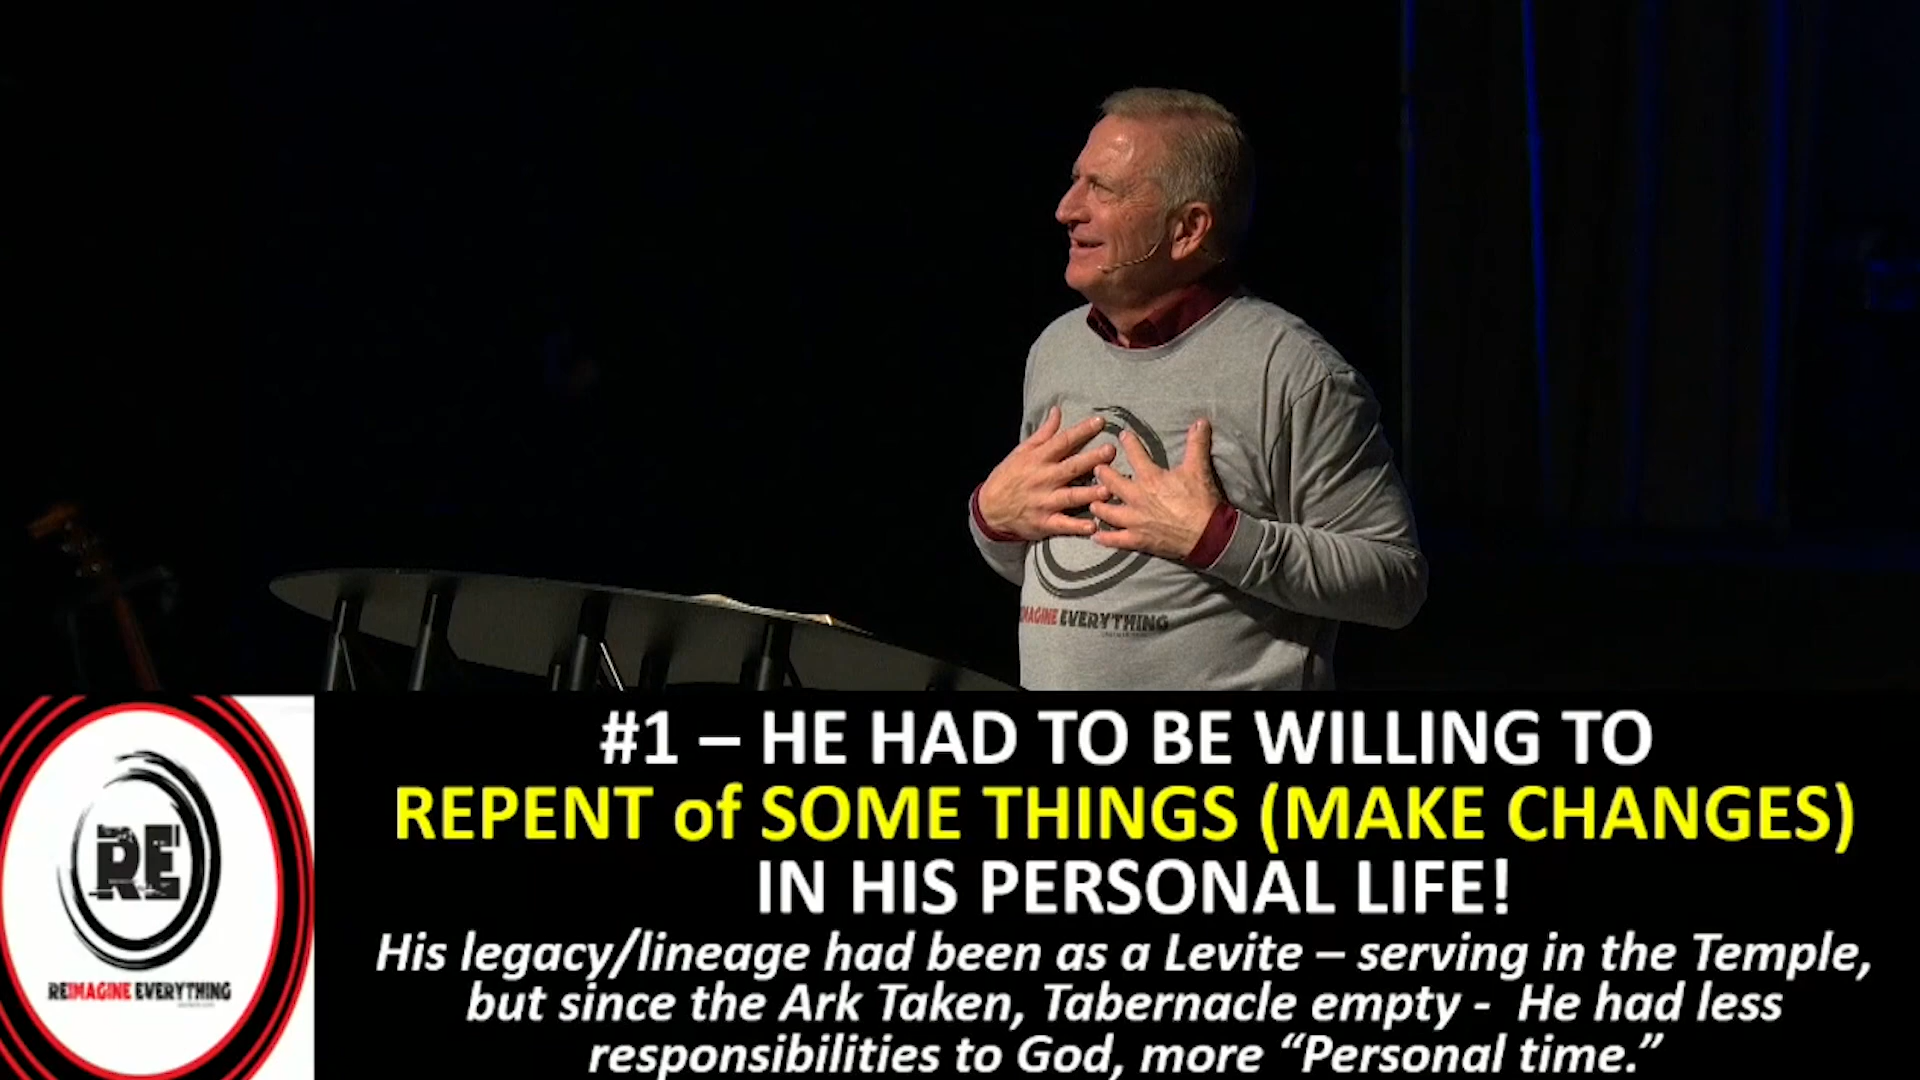 IMAGINE EVERYTHING
#1 – HE HAD TO BE WILLING TO
REPENT of SOME THINGS (MAKE CHANGES)
IN HIS PERSONAL LIFE!
His legacy/lineage had been as a Levite – serving in the Temple,
but since the Ark Taken, Tabernacle empty - He had less
responsibilities to God, more “Personal time.”
RE
REIMAGINE EVERYTHING